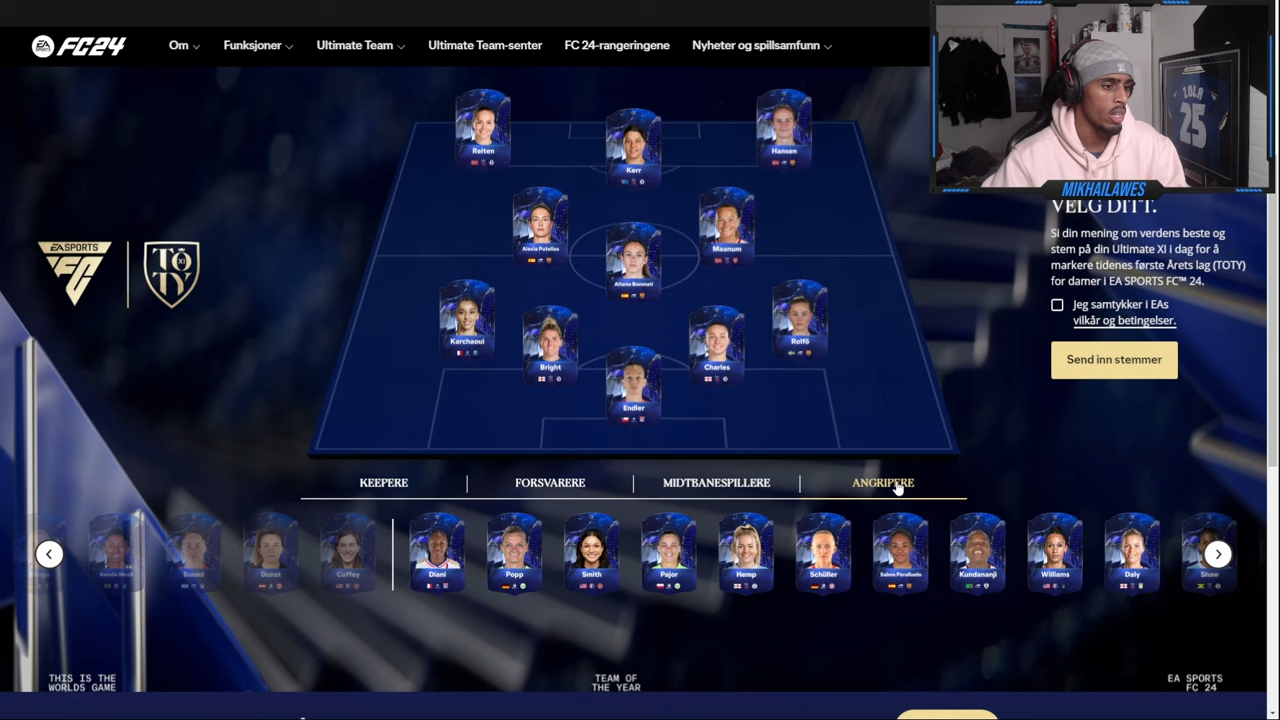 EA SPORTS FC24
Om
Funksjoner
Ultimate Team
Ultimate Team-senter
FC 24-rangeringene
Nyheter og spillsamfunn
ZOLA
25
MIKHAILAWES
VELG DITT.
Si din mening om verdens beste og
stem på din Ultimate XI i dag for å
markere tidenes første Årets lag (TOTY)
for damer i EA SPORTS FC™ 24.
Jeg samtykker i EAs
vilkår og betingelser.
Send inn stemmer
EA SPORTS
FC
TOTY
XI
Reiten
Kerr
Hansen
Alexia Putellas
Maanum
Aitana Bonmatí
Karchaoui
Bright
Charles
Rolfö
Endler
KEEPERE
FORSVARERE
MIDTBANESPILLERE
ANGRIPERE
Banini
Dunst
Coffey
Diani
Popp
Smith
Pajor
Hemp
Schüller
Salma Paralluelo
Kundananji
Williams
Daly
Shaw
THIS IS THE
WORLDS GAME
TEAM OF
THE YEAR
EA SPORTS
FC 24